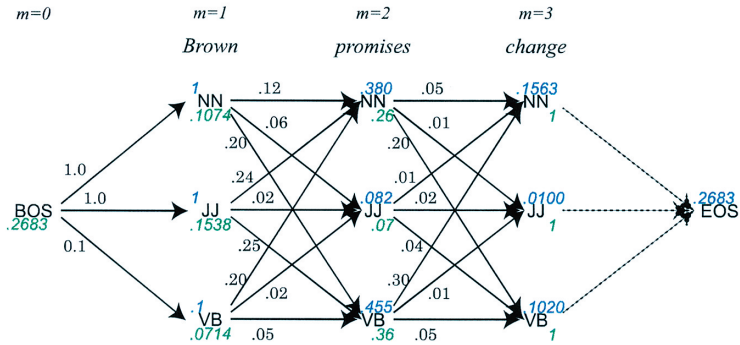 m=0 m=1 m=2 m=3
Brown promises change
1 .12 .380 .05 .1563
NN NN NN
.1074 .26 1
.06 .01
.20 .20
1.0 .24 .01
1 .082 .0100 .2683
BOS 1.0 JJ .02 JJ .02 JJ EOS
.2683 .1538 .07 1
0.1 .25 .04
.20 .02 .30 .01
.1 .455 .1020
VB VB VB
.0714 .05 .36 .05 1